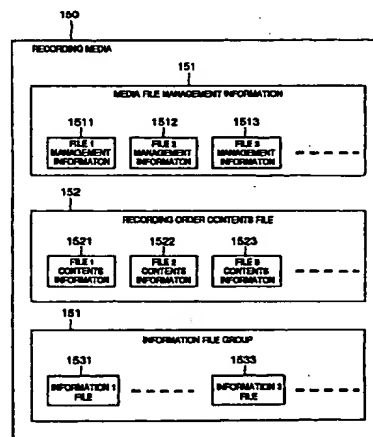 150
RECORDING MEDIA
151
MEDIA FILE MANAGEMENT INFORMATION
1511 1512 1513
FILE 1 MANAGEMENT INFORMATON
FILE 2 MANAGEMENT INFORMATON
FILE 3 MANAGEMENT INFORMATON
152
RECORDING ORDER CONTENTS FILE
1521 1522 1523
FILE 1 CONTENTS INFORMATON
FILE 2 CONTENTS INFORMATON
FILE 3 CONTENTS INFORMATON
151
INFORMATION FILE GROUP
1531 1533
INFORMATION 1 FILE
INFORMATION 3 FILE